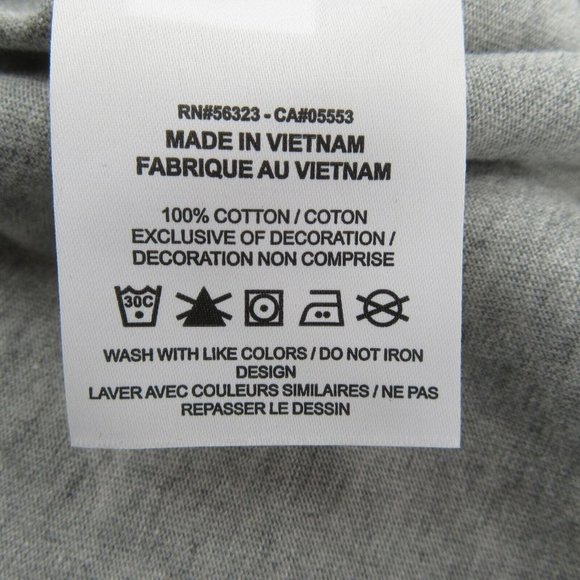 RN#56323 - CA#05553
MADE IN VIETNAM
FABRIQUE AU VIETNAM
100% COTTON / COTON
EXCLUSIVE OF DECORATION /
DECORATION NON COMPRISE
30C
WASH WITH LIKE COLORS / DO NOT IRON
DESIGN
LAVER AVEC COULEURS SIMILAIRES / NE PAS
REPASSER LE DESSIN